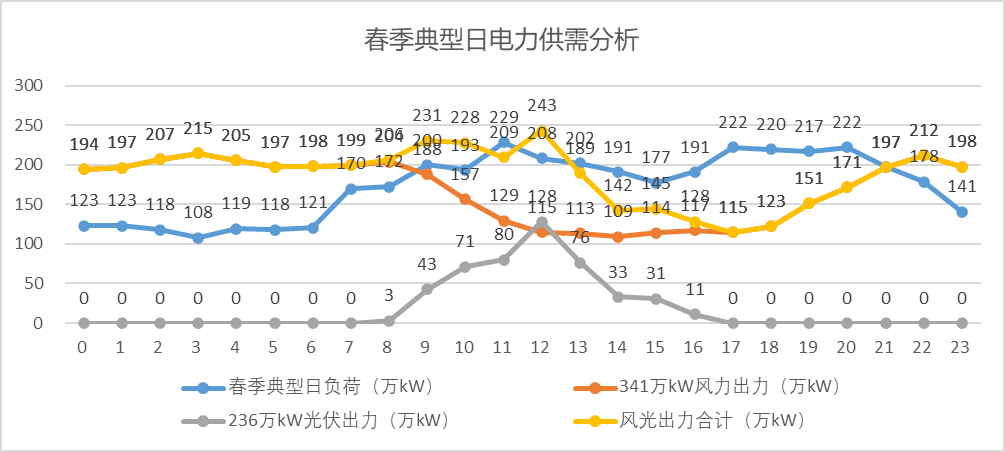 春季典型日电力供需分析
300
250
200
150
100
50
0
194 197 207 215 205 197 198 199 206 231 228 209 243 189 142 145 128 115 123 151 171 197 212 198
123 123 118 108 119 118 121 170 172 200 193 229 208 202 191 177 191 222 220 217 222 197 178 141
204 188 157 129 115 113 109 114 117
0 0 0 0 0 0 0 0 3 43 71 80 128 76 33 31 11 0 0 0 0 0 0 0
0 1 2 3 4 5 6 7 8 9 10 11 12 13 14 15 16 17 18 19 20 21 22 23
春季典型日负荷（万kW） 341万kW风力出力（万kW）
236万kW光伏出力（万kW） 风光出力合计（万kW）